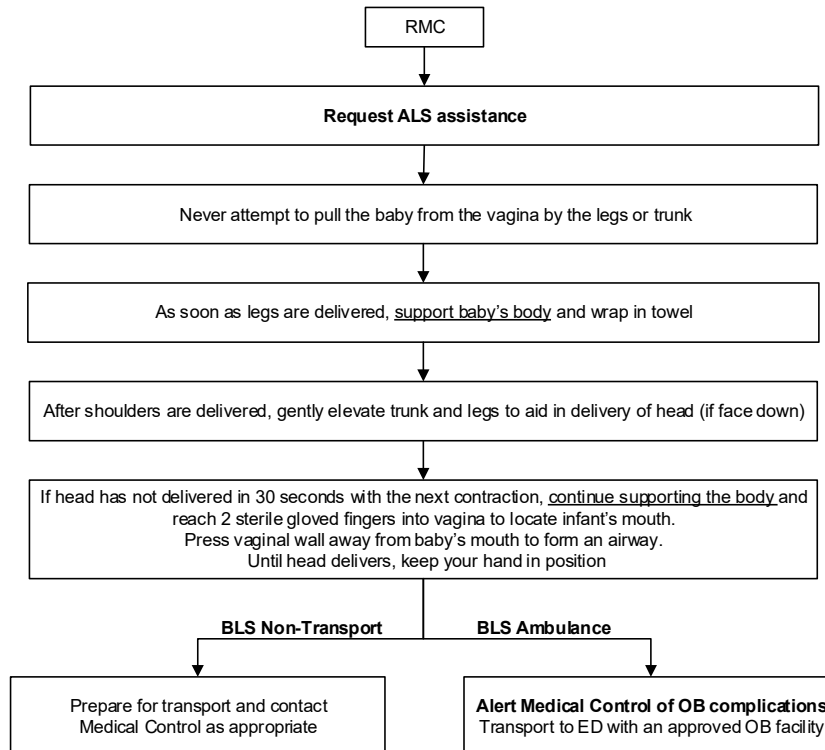 RMC
Request ALS assistance
Never attempt to pull the baby from the vagina by the legs or trunk
As soon as legs are delivered, support baby’s body and wrap in towel
After shoulders are delivered, gently elevate trunk and legs to aid in delivery of head (if face down)
If head has not delivered in 30 seconds with the next contraction, continue supporting the body and
reach 2 sterile gloved fingers into vagina to locate infant’s mouth.
Press vaginal wall away from baby’s mouth to form an airway.
Until head delivers, keep your hand in position
BLS Non-Transport
BLS Ambulance
Prepare for transport and contact
Medical Control as appropriate
Alert Medical Control of OB complications
Transport to ED with an approved OB facility